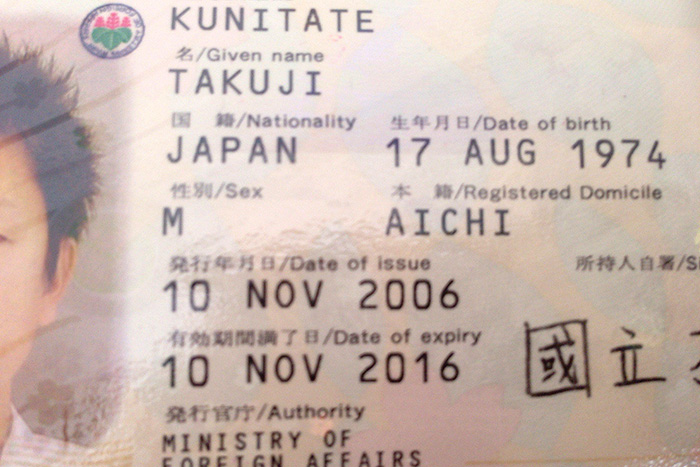 KUNITATE
名/Given name
TAKUJI
国 籍/Nationality 生年月日/Date of birth
JAPAN 17 AUG 1974
性別/Sex 本 籍/Registered Domicile
M AICHI
発行年月日/Date of issue 所持人自署/Si
10 NOV 2006
有効期間満了日/Date of expiry
10 NOV 2016
國立
発行官庁/Authority
MINISTRY OF
FOREIGN AFFAIRS